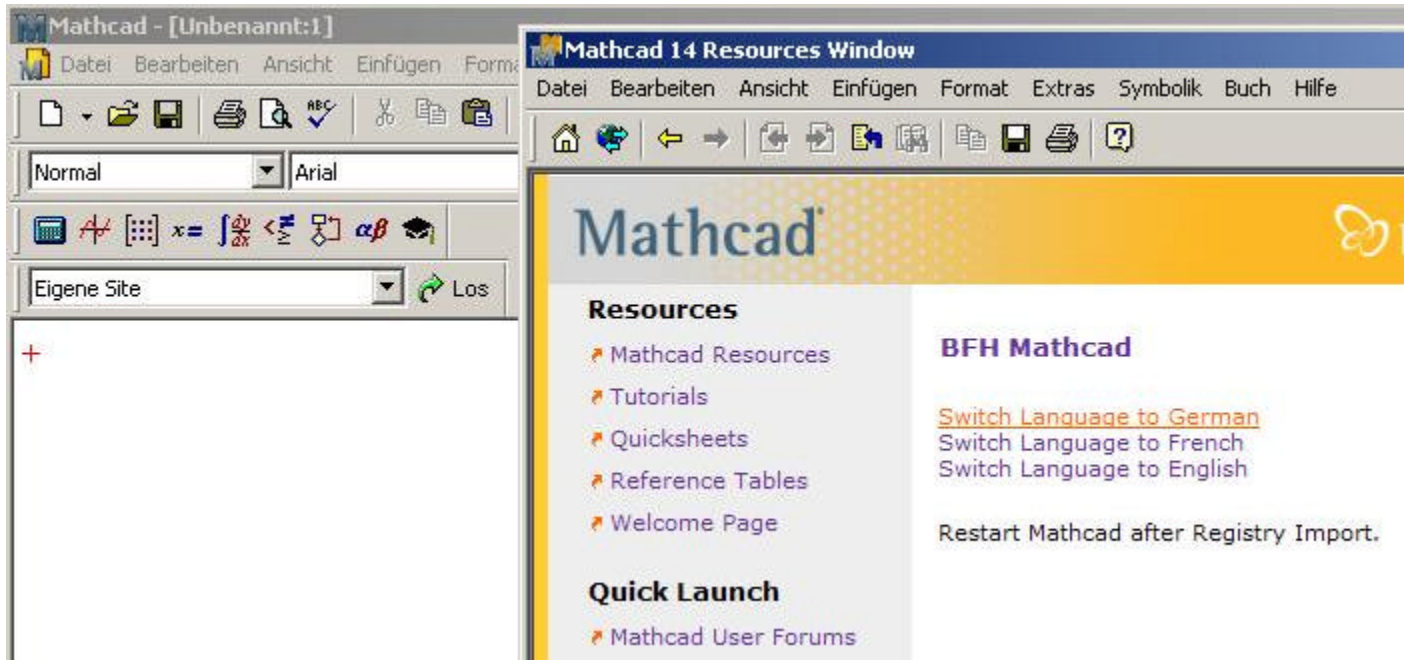 Mathcad - [Unbenannt:1]
Datei Bearbeiten Ansicht Einfügen
Normal
Arial
x=
αβ
Eigene Site
Los
Mathcad 14 Resources Window
Datei Bearbeiten Ansicht Einfügen Format Extras Symbolik Buch Hilfe
Mathcad
Resources
Mathcad Resources
Tutorials
Quicksheets
Reference Tables
Welcome Page
Quick Launch
Mathcad User Forums
BFH Mathcad
Switch Language to German
Switch Language to French
Switch Language to English
Restart Mathcad after Registry Import.